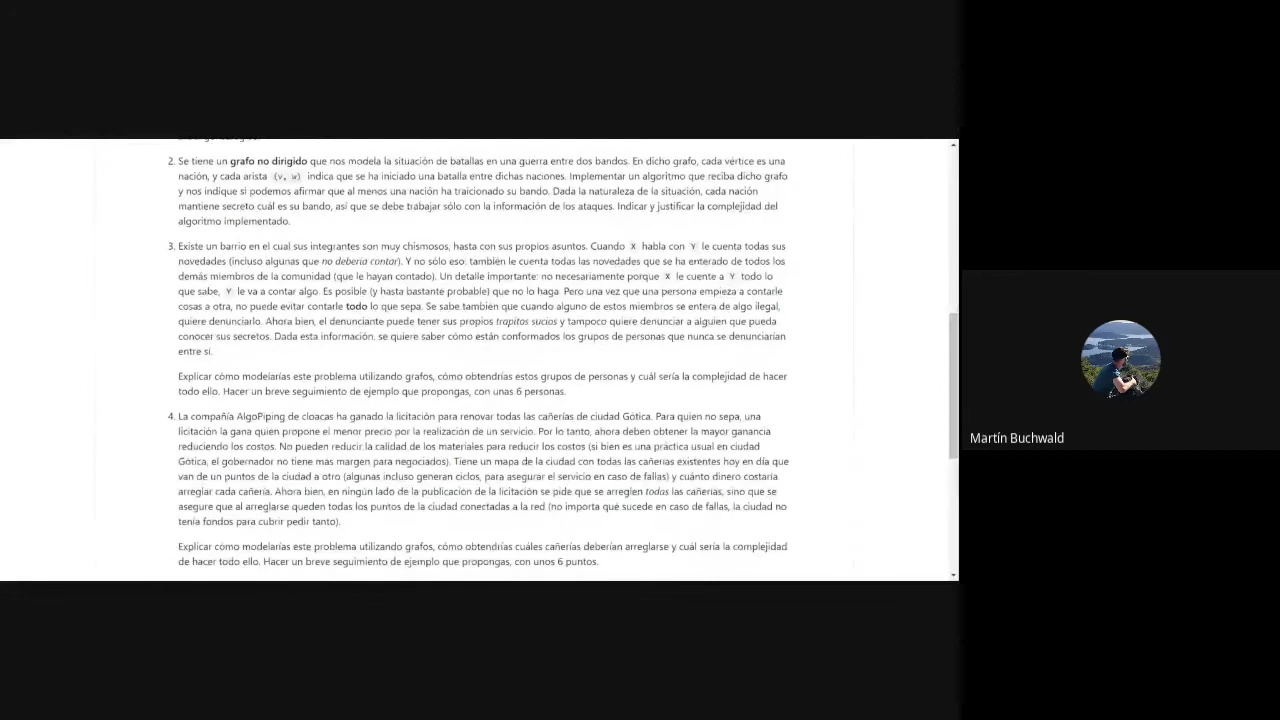 2. Se tiene un grafo no dirigido que nos modela la situación de batallas en una guerra entre dos bandos. En dicho grafo, cada vértice es una
nación, y cada arista (v, w) indica que se ha iniciado una batalla entre dichas naciones. Implementar un algoritmo que reciba dicho grafo
y nos indique si podemos afirmar que al menos una nación ha traicionado su bando. Dada la naturaleza de la situación, cada nación
mantiene secreto cuál es su bando, así que se debe trabajar sólo con la información de los ataques. Indicar y justificar la complejidad del
algoritmo implementado.
3. Existe un barrio en el cual sus integrantes son muy chismosos, hasta con sus propios asuntos. Cuando X habla con Y le cuenta todas sus
novedades (incluso algunas que no debería contar). Y no sólo eso: también le cuenta todas las novedades que se ha enterado de todos los
demás miembros de la comunidad (que le hayan contado). Un detalle importante: no necesariamente porque X le cuente a Y todo lo
que sabe, Y le va a contar algo. Es posible (y hasta bastante probable) que no lo haga. Pero una vez que una persona empieza a contarle
cosas a otra, no puede evitar contarle todo lo que sepa. Se sabe también que cuando alguno de estos miembros se entera de algo ilegal,
quiere denunciarlo. Ahora bien, el denunciante puede tener sus propios trapitos sucios y tampoco quiere denunciar a alguien que pueda
conocer sus secretos. Dada esta información, se quiere saber cómo están conformados los grupos de personas que nunca se denunciarían
entre sí.
Explicar cómo modelarías este problema utilizando grafos, cómo obtendrías estos grupos de personas y cuál sería la complejidad de hacer
todo ello. Hacer un breve seguimiento de ejemplo que propongas, con unas 6 personas.
4. La compañía AlgoPiping de cloacas ha ganado la licitación para renovar todas las cañerías de ciudad Gótica. Para quien no sepa, una
licitación la gana quien propone el menor precio por la realización de un servicio. Por lo tanto, ahora deben obtener la mayor ganancia
reduciendo los costos. No pueden reducir la calidad de los materiales para reducir los costos (si bien es una práctica usual en ciudad
Gótica, el gobernador no tiene mas margen para negociados). Tiene un mapa de la ciudad con todas las cañerías existentes hoy en día que
van de un puntos de la ciudad a otro (algunas incluso generan ciclos, para asegurar el servicio en caso de fallas) y cuánto dinero costaría
arreglar cada cañería. Ahora bien, en ningún lado de la publicación de la licitación se pide que se arreglen todas las cañerías, sino que se
asegure que al arreglarse queden todas los puntos de la ciudad conectadas a la red (no importa qué sucede en caso de fallas, la ciudad no
tenía fondos para cubrir pedir tanto).
Explicar cómo modelarías este problema utilizando grafos, cómo obtendrías cuáles cañerías deberían arreglarse y cuál sería la complejidad
de hacer todo ello. Hacer un breve seguimiento de ejemplo que propongas, con unos 6 puntos.
Martín Buchwald